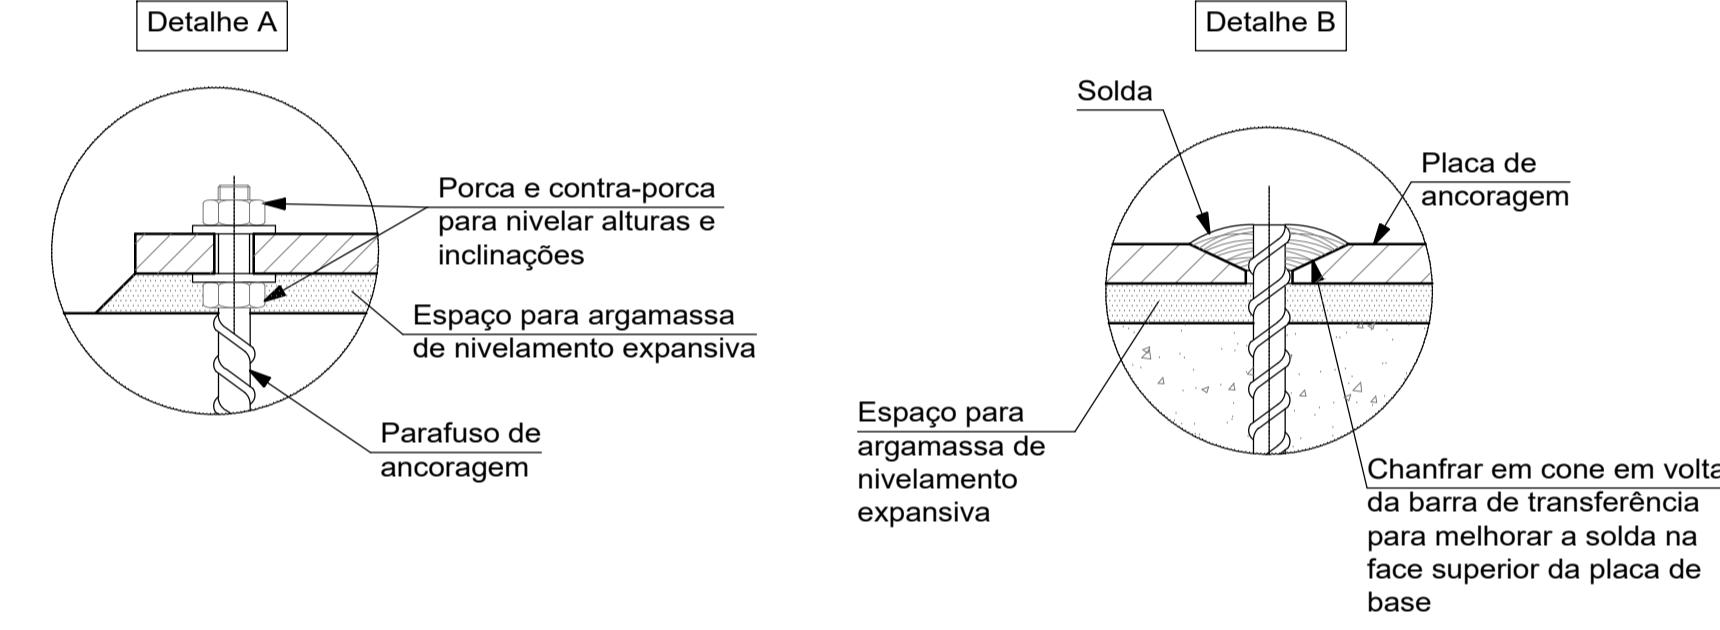 Detalhe A
Porca e contra-porca
para nivelar alturas e
inclinações
Espaço para argamassa
de nivelamento expansiva
Parafuso de
ancoragem
Detalhe B
Solda
Placa de
ancoragem
Espaço para
argamassa de
nivelamento
expansiva
Chanfrar em cone em volta
da barra de transferência
para melhorar a solda na
face superior da placa de
base